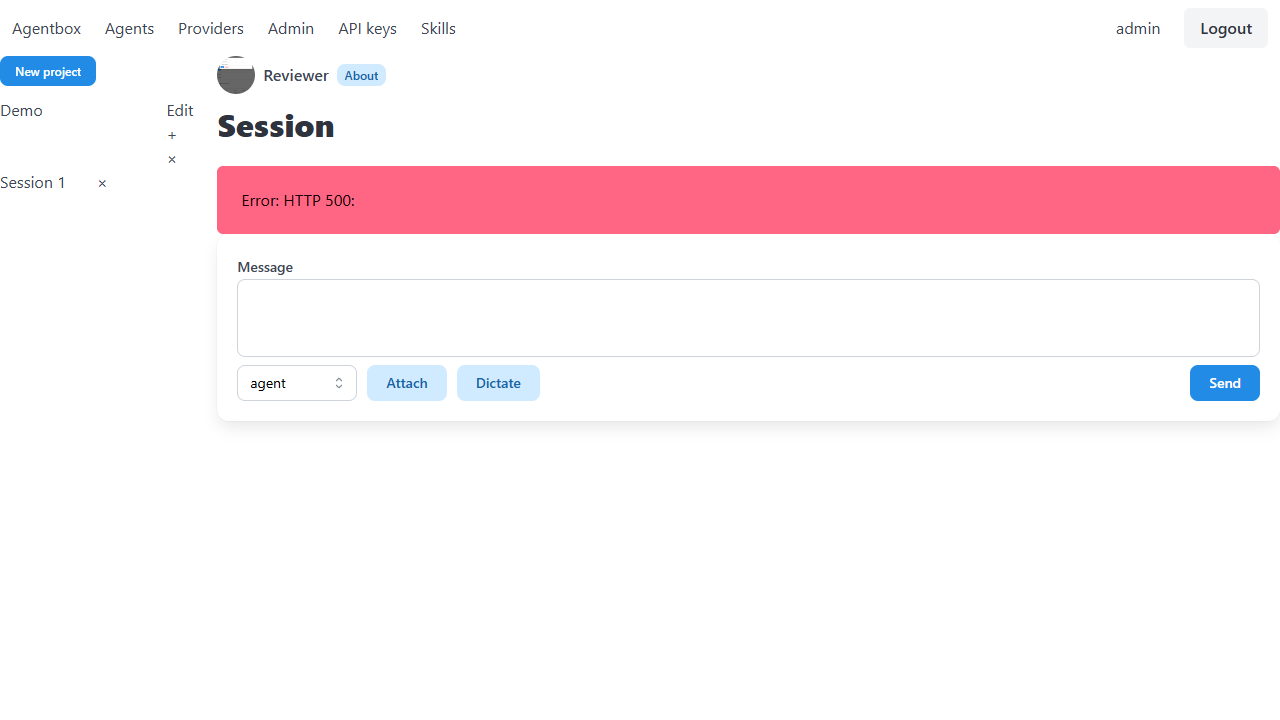 Agentbox Agents Providers Admin API keys Skills admin Logout
New project
Reviewer About
Demo Edit
+
×
Session 1 ×
Session
Error: HTTP 500:
Message
agent Attach Dictate Send